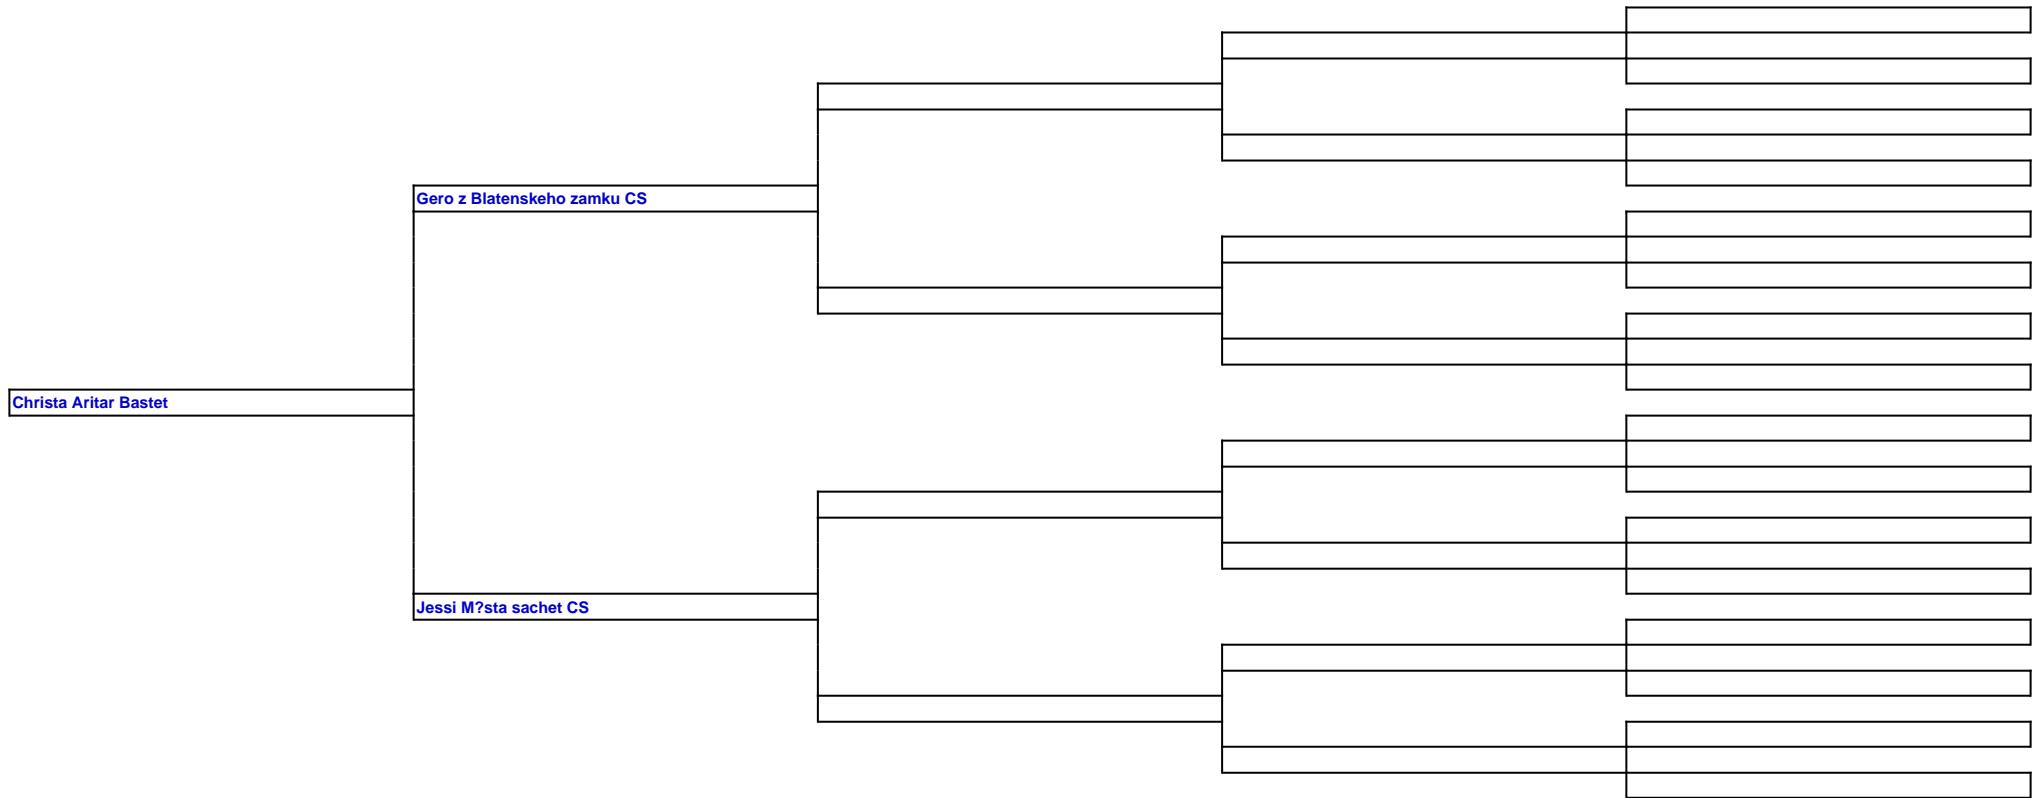 Gero z Blatenskeho zamku CS
Christa Aritar Bastet
Jessi M?sta sachet CS